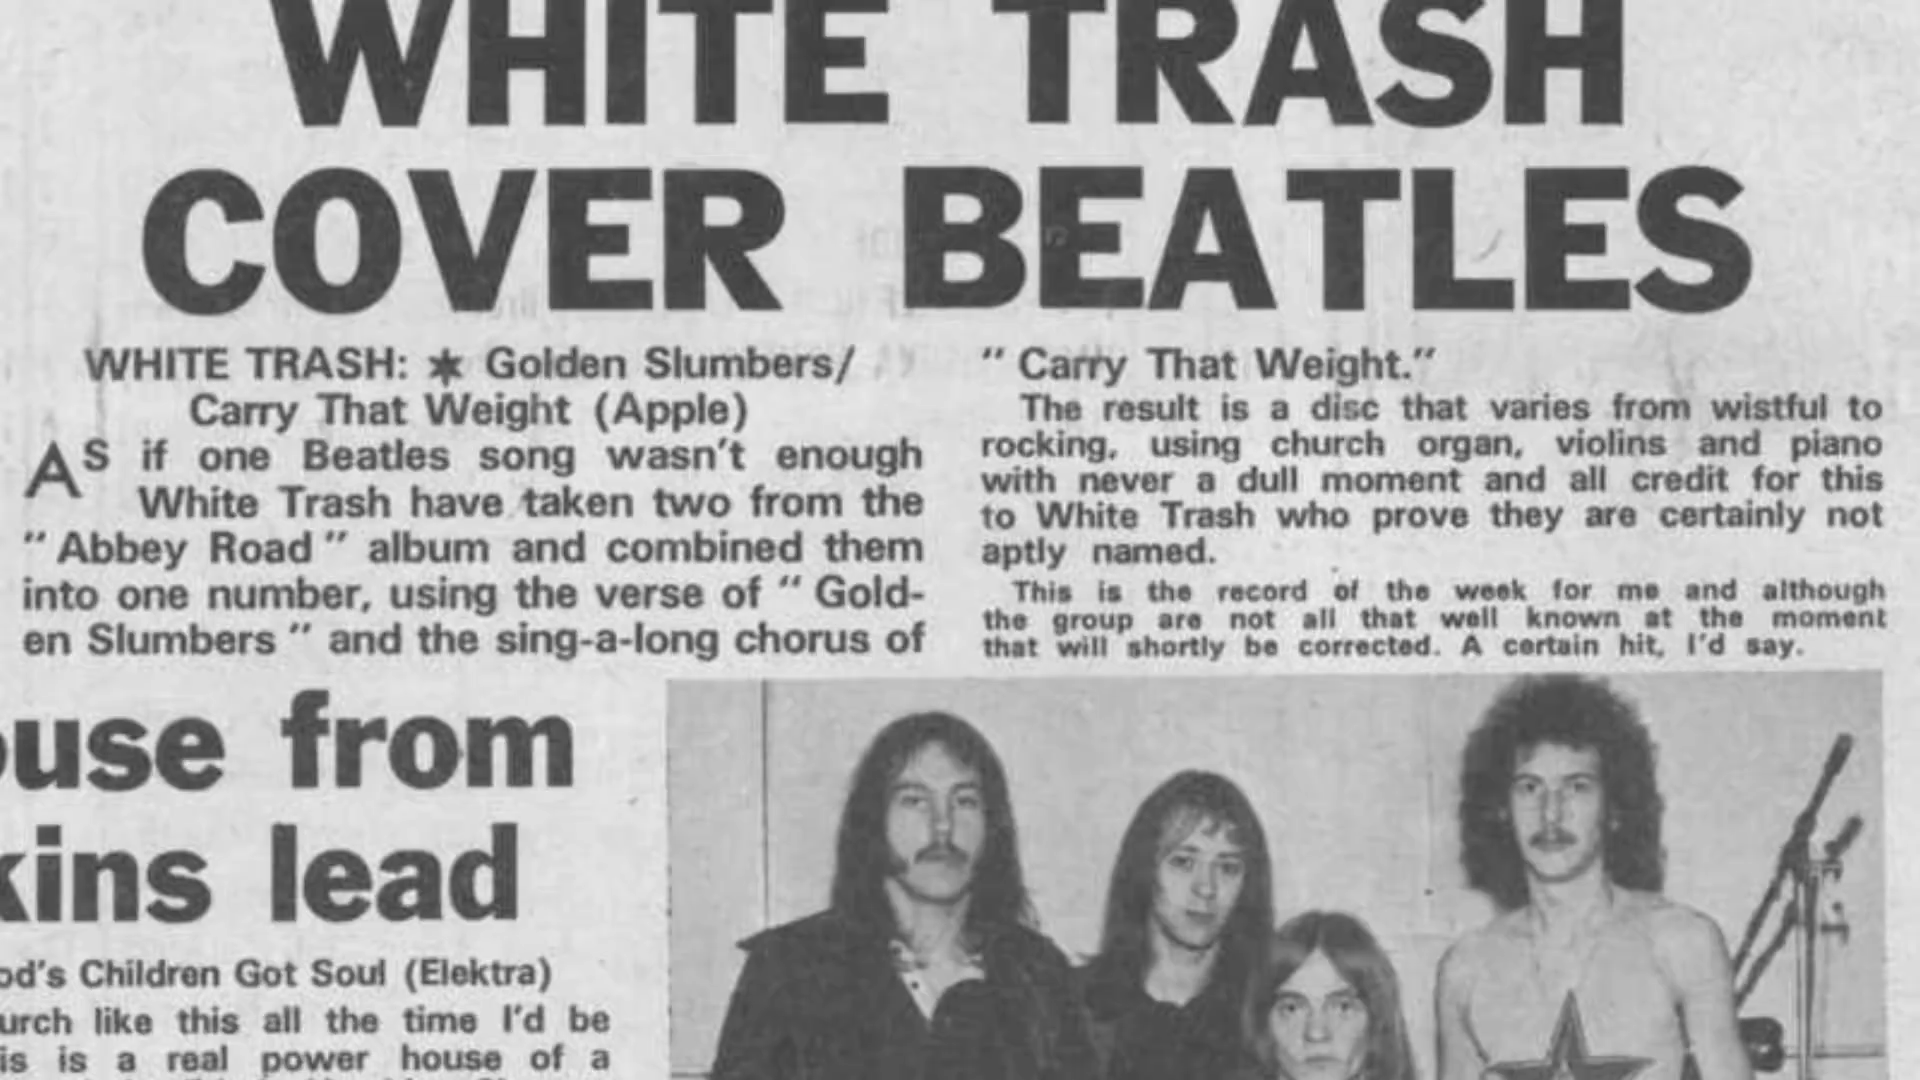 WHITE TRASH
COVER BEATLES
WHITE TRASH: ✶ Golden Slumbers/
Carry That Weight (Apple)
AS if one Beatles song wasn't enough
White Trash have taken two from the
" Abbey Road " album and combined them
into one number, using the verse of " Gold-
en Slumbers " and the sing-a-long chorus of
" Carry That Weight."
The result is a disc that varies from wistful to
rocking, using church organ, violins and piano
with never a dull moment and all credit for this
to White Trash who prove they are certainly not
aptly named.
This is the record of the week for me and although
the group are not all that well known at the moment
that will shortly be corrected. A certain hit, I'd say.
ouse from
kins lead
od's Children Got Soul (Elektra)
urch like this all the time I'd be
is is a real power house of a